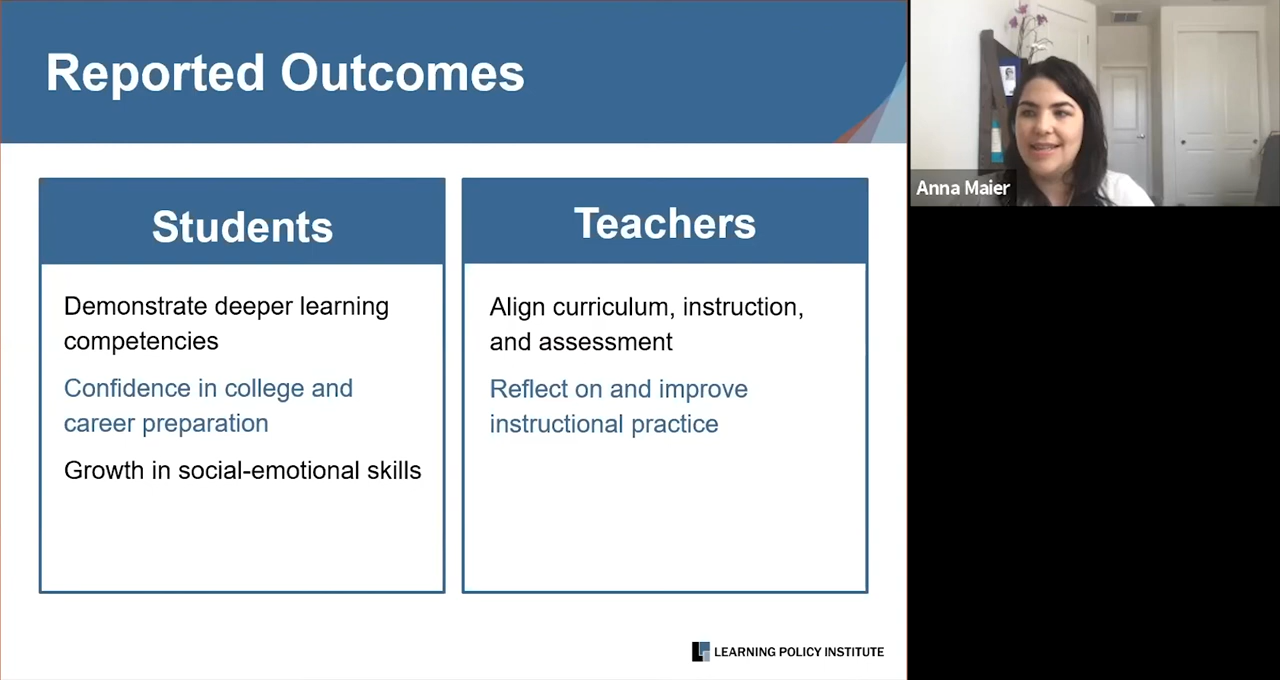 Reported Outcomes
Students
Demonstrate deeper learning
competencies
Confidence in college and
career preparation
Growth in social-emotional skills
Teachers
Align curriculum, instruction,
and assessment
Reflect on and improve
instructional practice
LEARNING POLICY INSTITUTE
Anna Maier